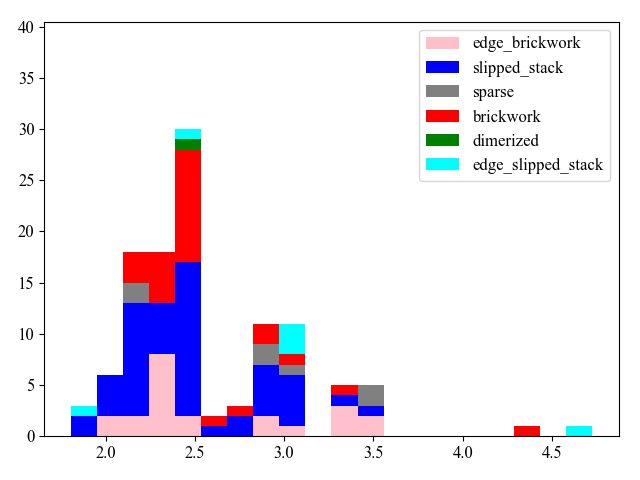 40
35
30
25
20
15
10
5
0
2.0 2.5 3.0 3.5 4.0 4.5
edge_brickwork
slipped_stack
sparse
brickwork
dimerized
edge_slipped_stack